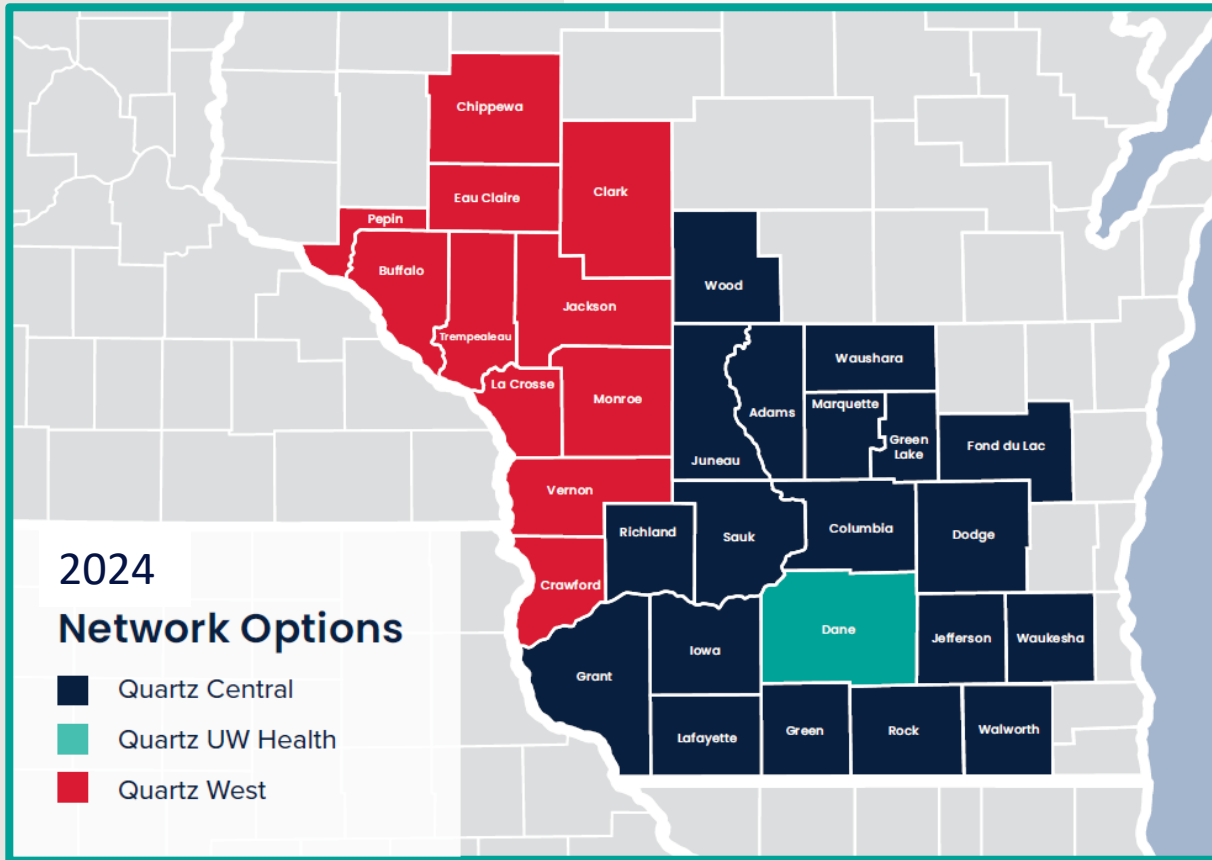 Chippewa
Clark
Eau Claire
Pepin
Buffalo
Wood
Jackson
Trempealeau
Waushara
La Crosse
Monroe
Adams
Marquette
Green
Lake
Fond du Lac
Juneau
Vernon
Richland
Sauk
Columbia
Dodge
Crawford
Dane
Jefferson
Waukesha
Iowa
Grant
Lafayette
Green
Rock
Walworth
2024
Network Options
Quartz Central
Quartz UW Health
Quartz West